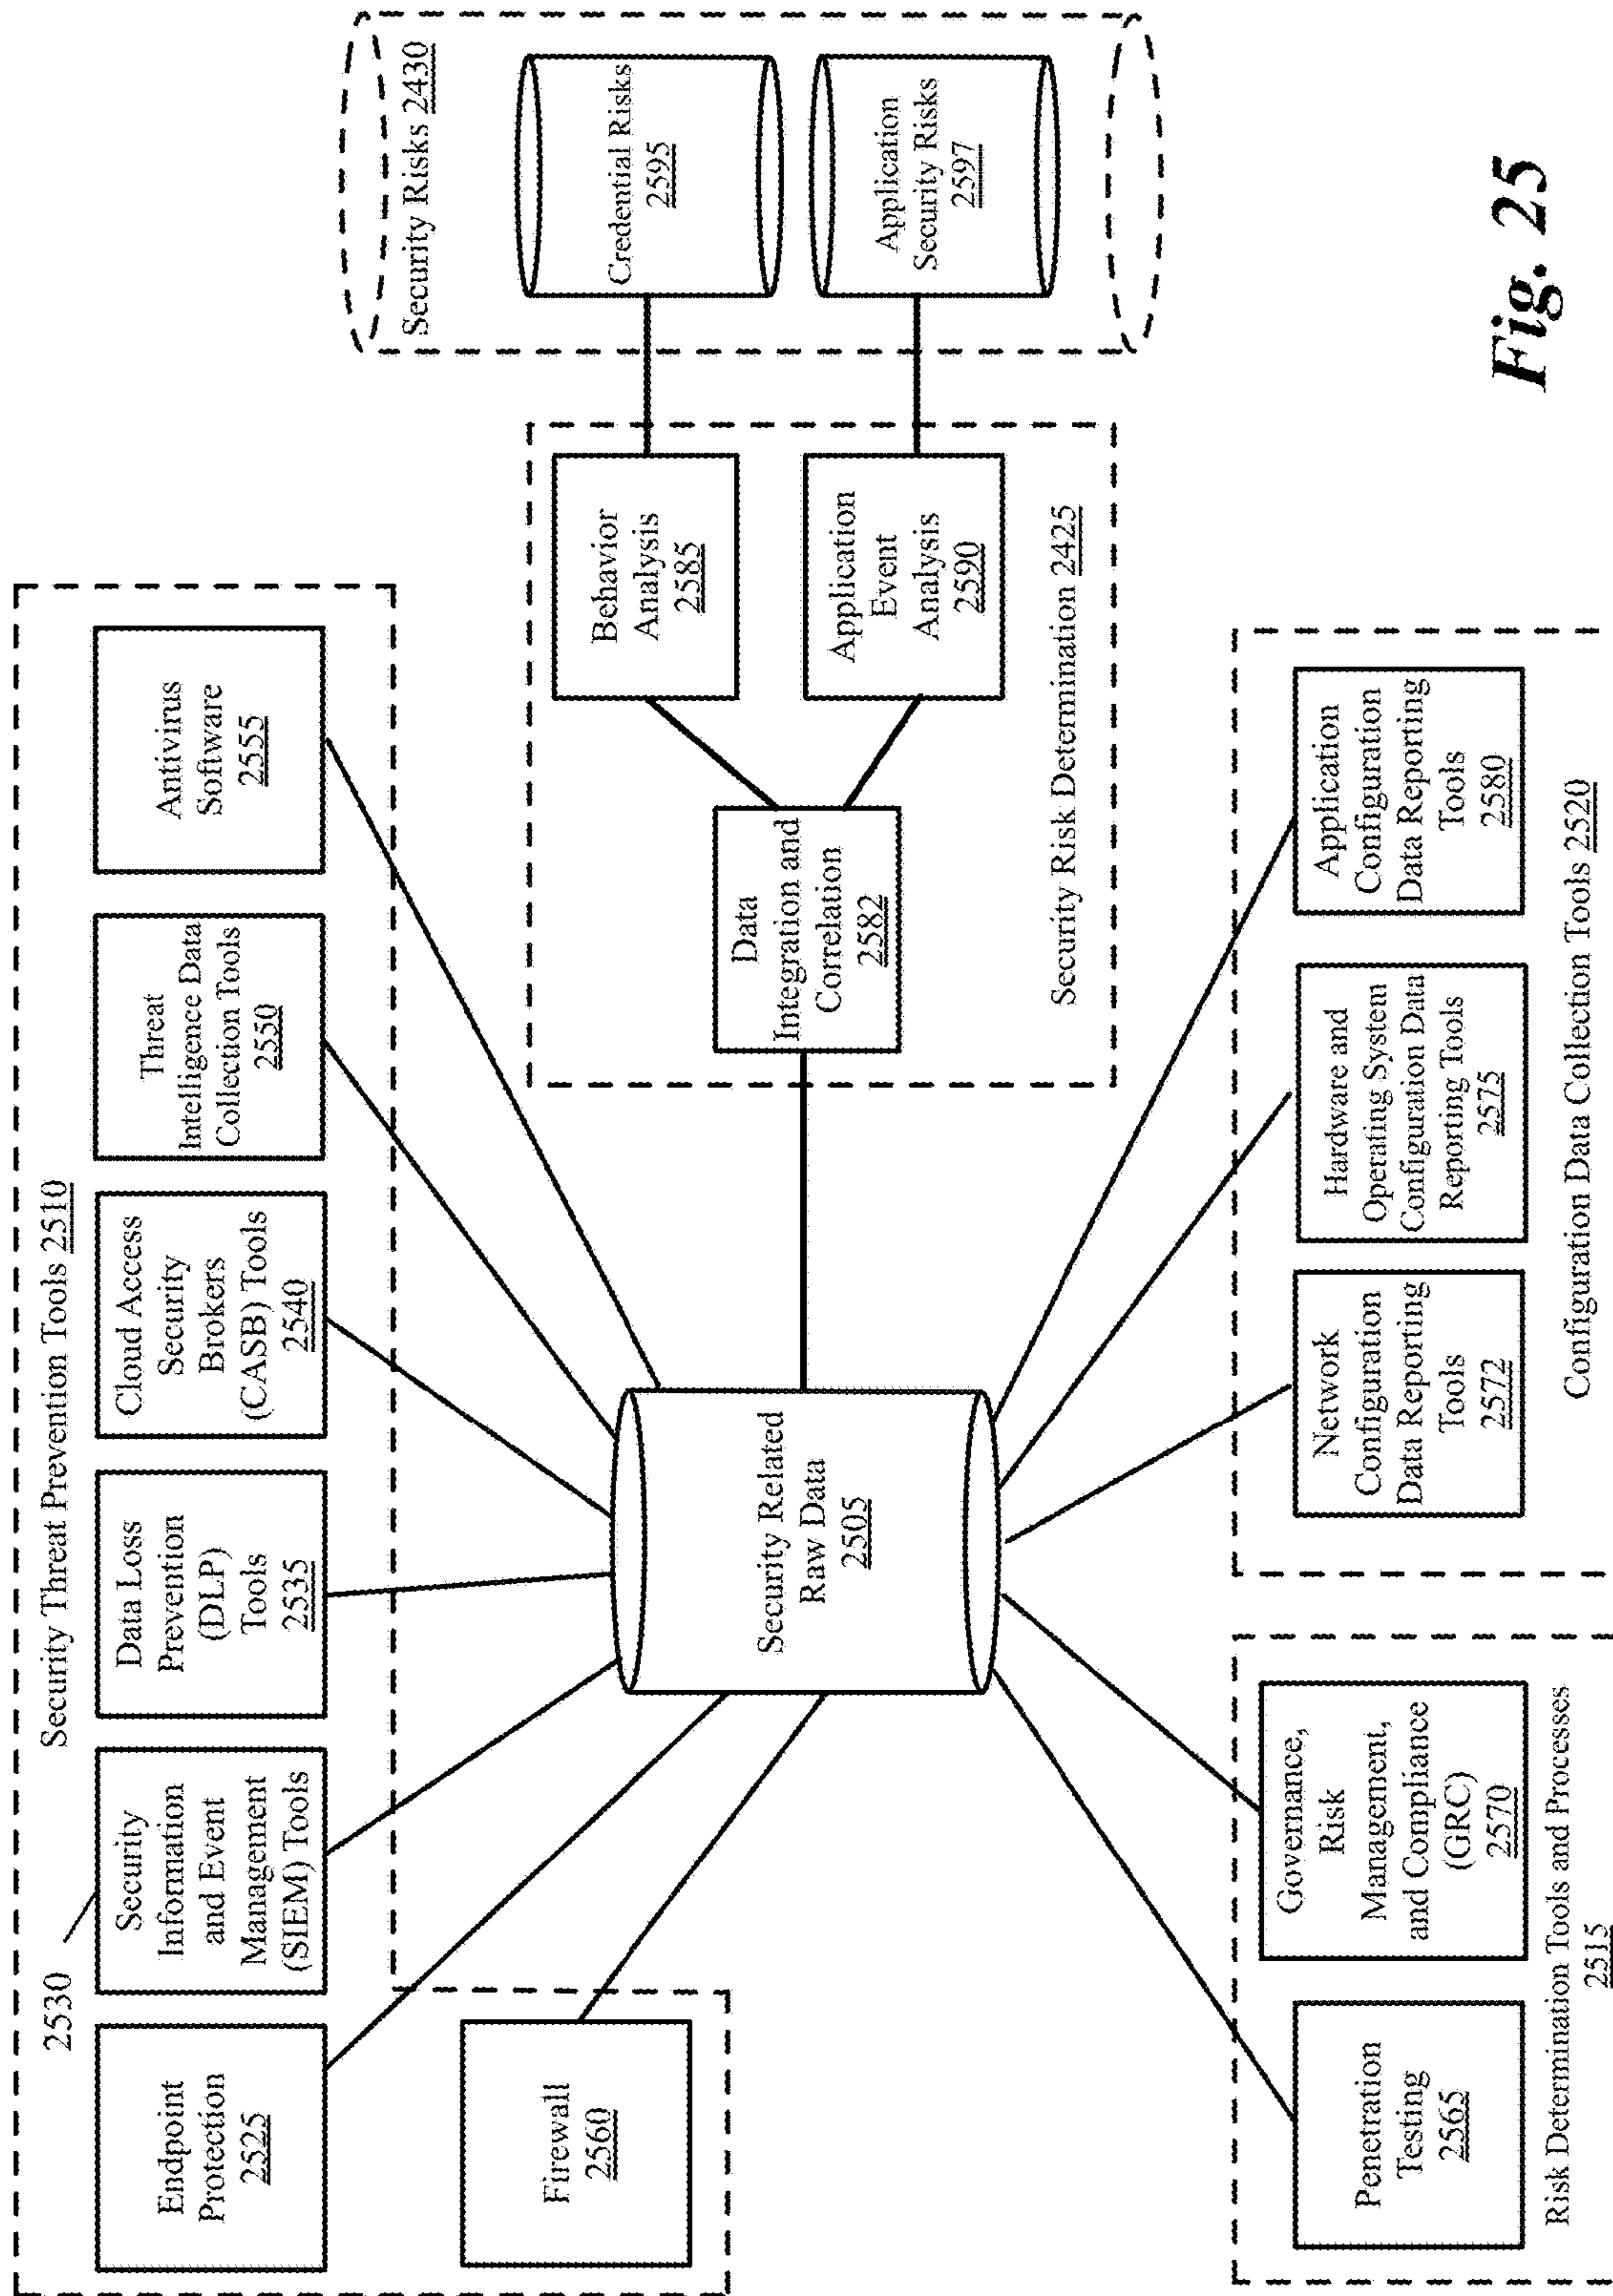 Security Threat Prevention Tools 2510
2530
Endpoint
Protection
2525
Security
Information
and Event
Management
(SIEM) Tools
Data Loss
Prevention
(DLP)
Tools
2535
Cloud Access
Security
Brokers
(CASB) Tools
2540
Threat
Intelligence Data
Collection Tools
2550
Antivirus
Software
2555
Firewall
2560
Security Related
Raw Data
2505
Data
Integration and
Correlation
2582
Behavior
Analysis
2585
Application
Event
Analysis
2590
Security Risk Determination 2425
Security Risks 2430
Credential Risks
2595
Application
Security Risks
2597
Penetration
Testing
2565
Governance,
Risk
Management,
and Compliance
(GRC)
2570
Risk Determination Tools and Processes
2515
Network
Configuration
Data Reporting
Tools
2572
Hardware and
Operating System
Configuration Data
Reporting Tools
2575
Application
Configuration
Data Reporting
Tools
2580
Configuration Data Collection Tools 2520
Fig. 25